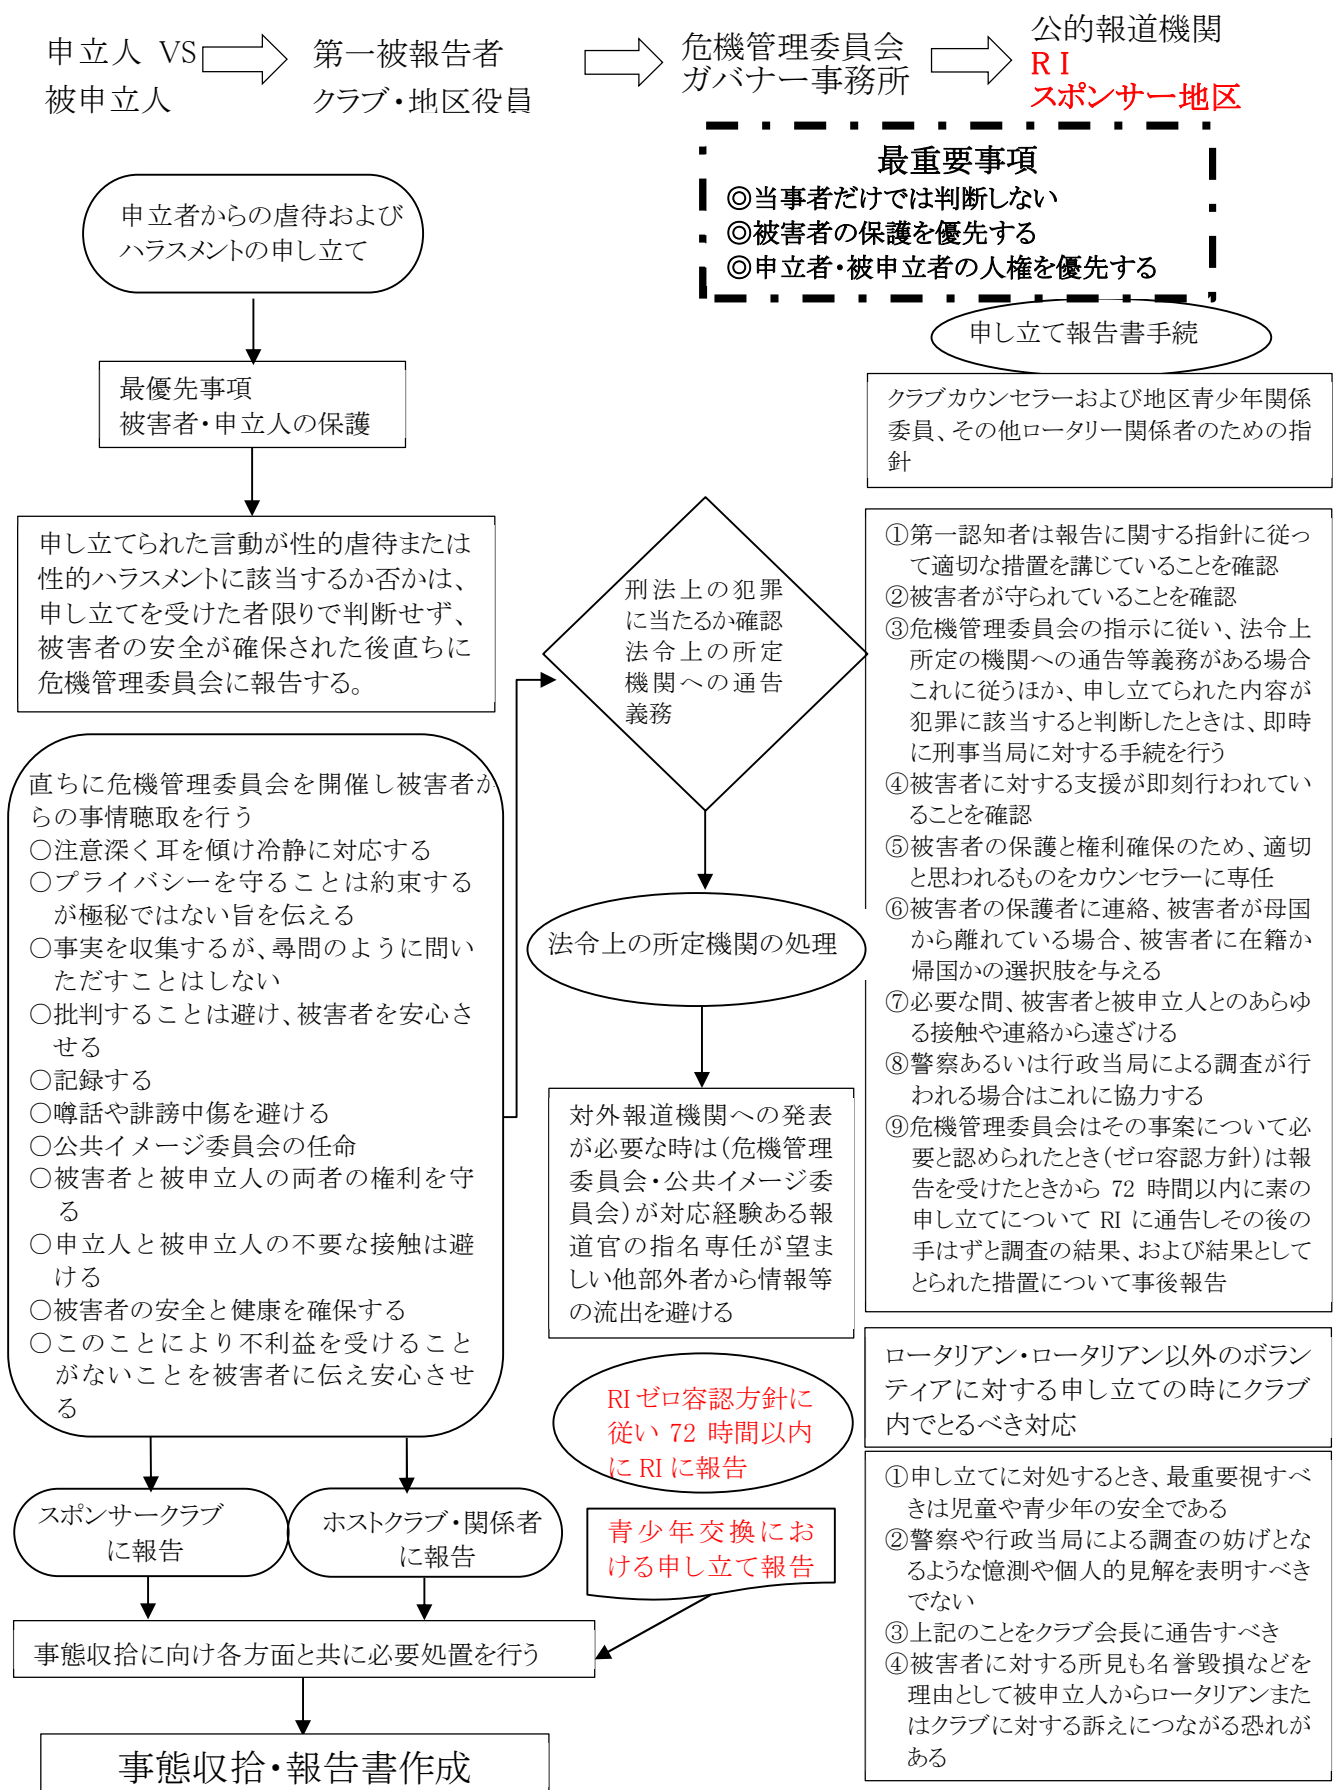 申立人 VS
被申立人
第一被報告者
クラブ・地区役員
危機管理委員会
ガバナー事務所
公的報道機関
RI
スポンサー地区
最重要事項
◎当事者だけでは判断しない
◎被害者の保護を優先する
◎申立者・被申立者の人権を優先する
申立者からの虐待および
ハラスメントの申し立て
最優先事項
被害者・申立人の保護
申し立てられた言動が性的虐待または
性的ハラスメントに該当するか否かは、
申し立てを受けた者限りで判断せず、
被害者の安全が確保された後直ちに
危機管理委員会に報告する。
直ちに危機管理委員会を開催し被害者か
らの事情聴取を行う
○注意深く耳を傾け冷静に対応する
○プライバシーを守ることは約束する
が極秘ではない旨を伝える
○事実を収集するが、尋問のように問い
ただすことはしない
○批判することは避け、被害者を安心さ
せる
○記録する
○噂話や誹謗中傷を避ける
○公共イメージ委員会の任命
○被害者と被申立人の両者の権利を守
る
○申立人と被申立人の不要な接触は避
ける
○被害者の安全と健康を確保する
○このことにより不利益を受けること
がないことを被害者に伝え安心させ
る
スポンサークラブ
に報告
ホストクラブ・関係者
に報告
事態収拾に向け各方面と共に必要処置を行う
事態収拾・報告書作成
刑法上の犯罪
に当たるか確認
法令上の所定
機関への通告
義務
法令上の所定機関の処理
対外報道機関への発表
が必要な時は(危機管理
委員会・公共イメージ委
員会)が対応経験ある報
道官の指名専任が望ま
しい他部外者から情報等
の流出を避ける
RIゼロ容認方針に
従い 72 時間以内
に RI に報告
青少年交換にお
ける申し立て報告
申し立て報告書手続
クラブカウンセラーおよび地区青少年関係
委員、その他ロータリー関係者のための指
針
①第一認知者は報告に関する指針に従っ
て適切な措置を講じていることを確認
②被害者が守られていることを確認
③危機管理委員会の指示に従い、法令上
所定の機関への通告等義務がある場合
これに従うほか、申し立てられた内容が
犯罪に該当すると判断したときは、即時
に刑事当局に対する手続を行う
④被害者に対する支援が即刻行われてい
ることを確認
⑤被害者の保護と権利確保のため、適切
と思われるものをカウンセラーに専任
⑥被害者の保護者に連絡、被害者が母国
から離れている場合、被害者に在籍か
帰国かの選択肢を与える
⑦必要な間、被害者と被申立人とのあらゆ
る接触や連絡から遠ざける
⑧警察あるいは行政当局による調査が行
われる場合はこれに協力する
⑨危機管理委員会はその事案について必
要と認められたとき(ゼロ容認方針)は報
告を受けたときから 72 時間以内に素の
申し立てについて RI に通告しその後の
手はずと調査の結果、および結果として
とられた措置について事後報告
ロータリアン・ロータリアン以外のボラン
ティアに対する申し立ての時にクラブ
内でとるべき対応
①申し立てに対処するとき、最重要視すべ
きは児童や青少年の安全である
②警察や行政当局による調査の妨げとな
るような憶測や個人的見解を表明すべき
でない
③上記のことをクラブ会長に通告すべき
④被害者に対する所見も名誉毀損などを
理由として被申立人からロータリアンまた
はクラブに対する訴えにつながる恐れが
ある